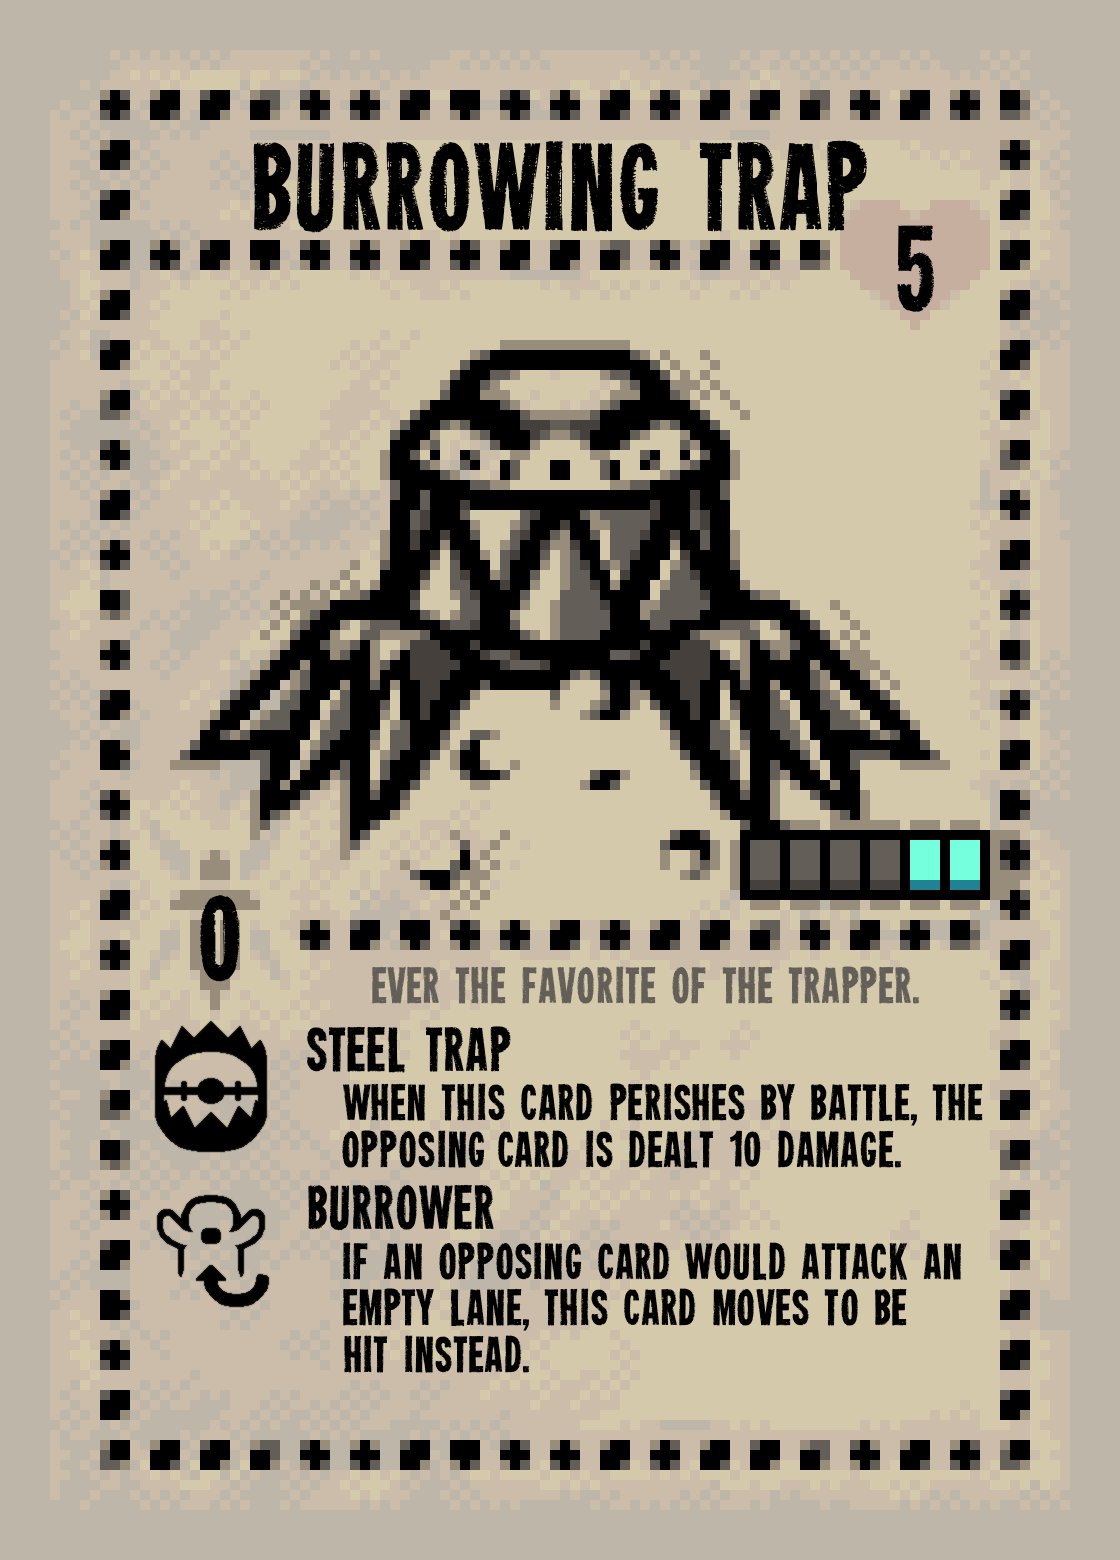 BURROWING TRAP
5
0
EVER THE FAVORITE OF THE TRAPPER.
STEEL TRAP
WHEN THIS CARD PERISHES BY BATTLE, THE
OPPOSING CARD IS DEALT 10 DAMAGE.
BURROWER
IF AN OPPOSING CARD WOULD ATTACK AN
EMPTY LANE, THIS CARD MOVES TO BE
HIT INSTEAD.